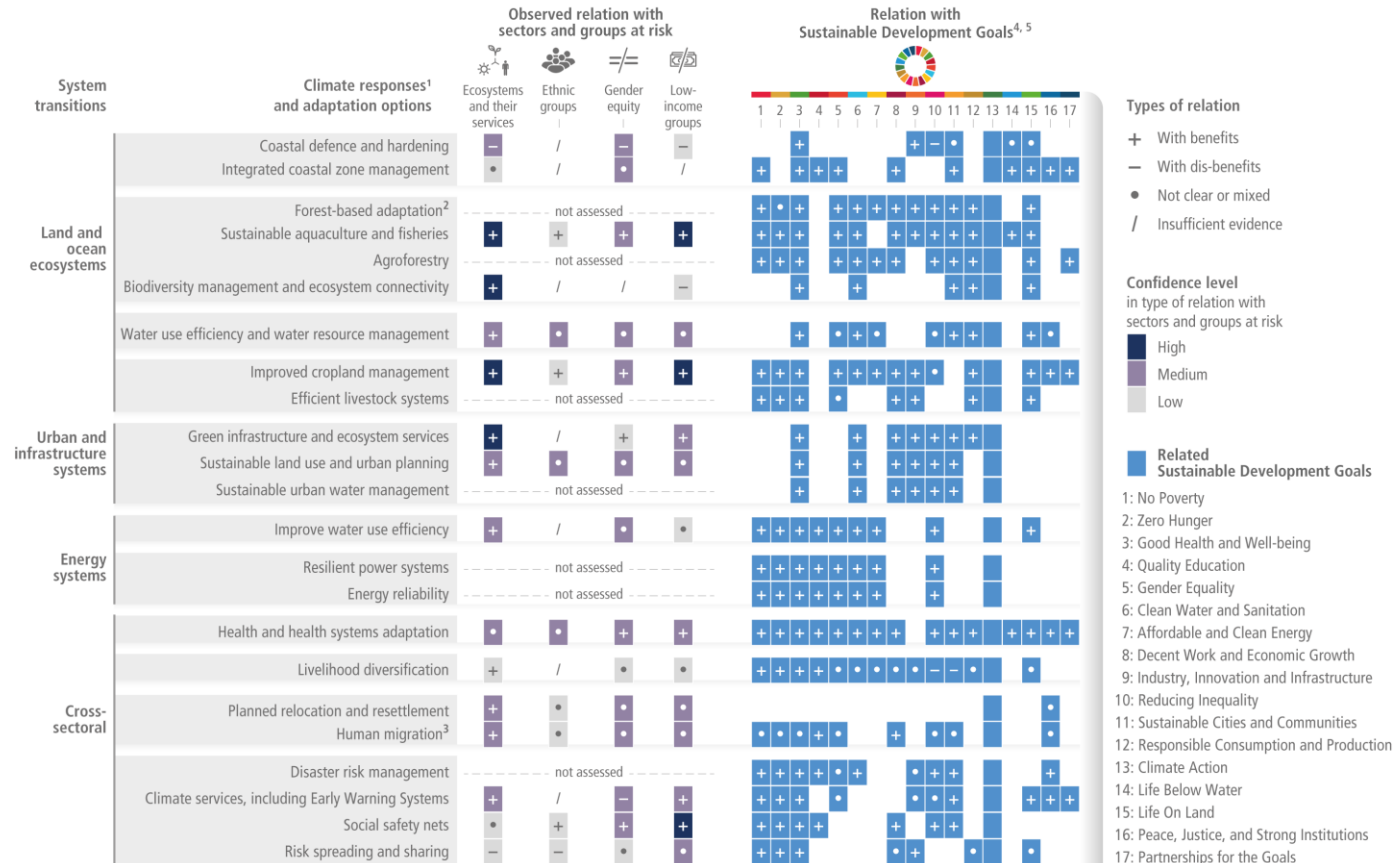 Observed relation with
sectors and groups at risk
Relation with
Sustainable Development Goals4, 5
System
transitions
Climate responses¹
and adaptation options
Ecosystems
and their
services
Ethnic
groups
Gender
equity
Low-
income
groups
1 2 3 4 5 6 7 8 9 10 11 12 13 14 15 16 17
Land and
ocean
ecosystems
Coastal defence and hardening – / – – + + – • • •
Integrated coastal zone management • / • / + + + + + + + + + +
Forest-based adaptation² not assessed + • + + + + + + + + + +
Sustainable aquaculture and fisheries + + + + + + + + + + + + + + + +
Agroforestry not assessed + + + + + + + + + + + +
Biodiversity management and ecosystem connectivity + / / – + + + + +
Water use efficiency and water resource management + • • • + • + • • + + + •
Improved cropland management + + + + + + + + + + + + • + + + +
Efficient livestock systems not assessed + + + • + + + +
Urban and
infrastructure
systems
Green infrastructure and ecosystem services + / + + + + + + + + +
Sustainable land use and urban planning + • • • + + + + + +
Sustainable urban water management not assessed + + + + + +
Energy
systems
Improve water use efficiency + / • • + + + + + + + + +
Resilient power systems not assessed + + + + + + + +
Energy reliability not assessed + + + + + + + +
Cross-
sectoral
Health and health systems adaptation • • + + + + + + + + + + + + + + + + +
Livelihood diversification + / • • + + + + • • • • • – – • •
Planned relocation and resettlement + • • • •
Human migration³ + • • • • • • + • + • • •
Disaster risk management not assessed + + + + • + • + + +
Climate services, including Early Warning Systems + / – + + + + • • • + + + +
Social safety nets • + + + + + + + + + +
Risk spreading and sharing – – • • + + + • + • •
Types of relation
+ With benefits
– With dis-benefits
• Not clear or mixed
/ Insufficient evidence
Confidence level
in type of relation with
sectors and groups at risk
High
Medium
Low
Related
Sustainable Development Goals
1: No Poverty
2: Zero Hunger
3: Good Health and Well-being
4: Quality Education
5: Gender Equality
6: Clean Water and Sanitation
7: Affordable and Clean Energy
8: Decent Work and Economic Growth
9: Industry, Innovation and Infrastructure
10: Reducing Inequality
11: Sustainable Cities and Communities
12: Responsible Consumption and Production
13: Climate Action
14: Life Below Water
15: Life On Land
16: Peace, Justice, and Strong Institutions
17: Partnerships for the Goals